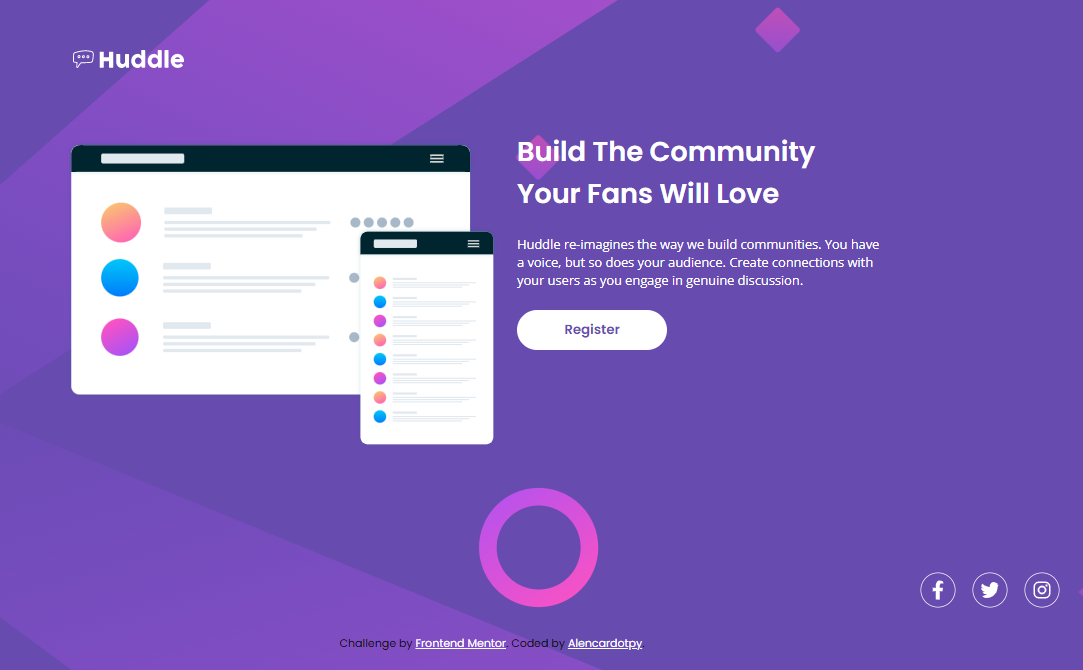 Huddle
Build The Community
Your Fans Will Love
Huddle re-imagines the way we build communities. You have
a voice, but so does your audience. Create connections with
your users as you engage in genuine discussion.
Register
Challenge by Frontend Mentor. Coded by Alencardotpy.